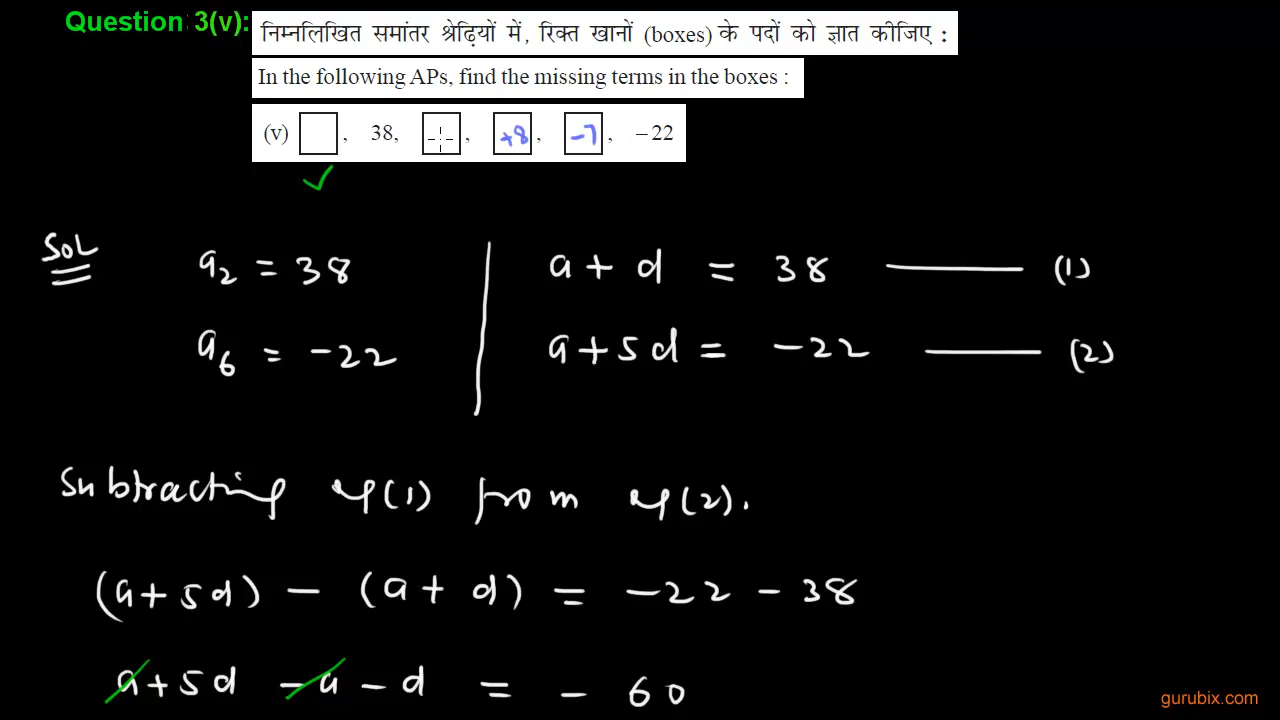 Question 3(v):
निम्नलिखित समांतर श्रेढ़ियों में, रिक्त खानों (boxes) के पदों को ज्ञात कीजिए :
In the following APs, find the missing terms in the boxes :
(v) , 38, , +8, -7, -22
Sol
a2 = 38
a + d = 38 (1)
a6 = -22
a + 5d = -22 (2)
Subtracting eq(1) from eq(2).
(a + 5d) - (a + d) = -22 - 38
a + 5d - a - d = - 60
gurubix.com